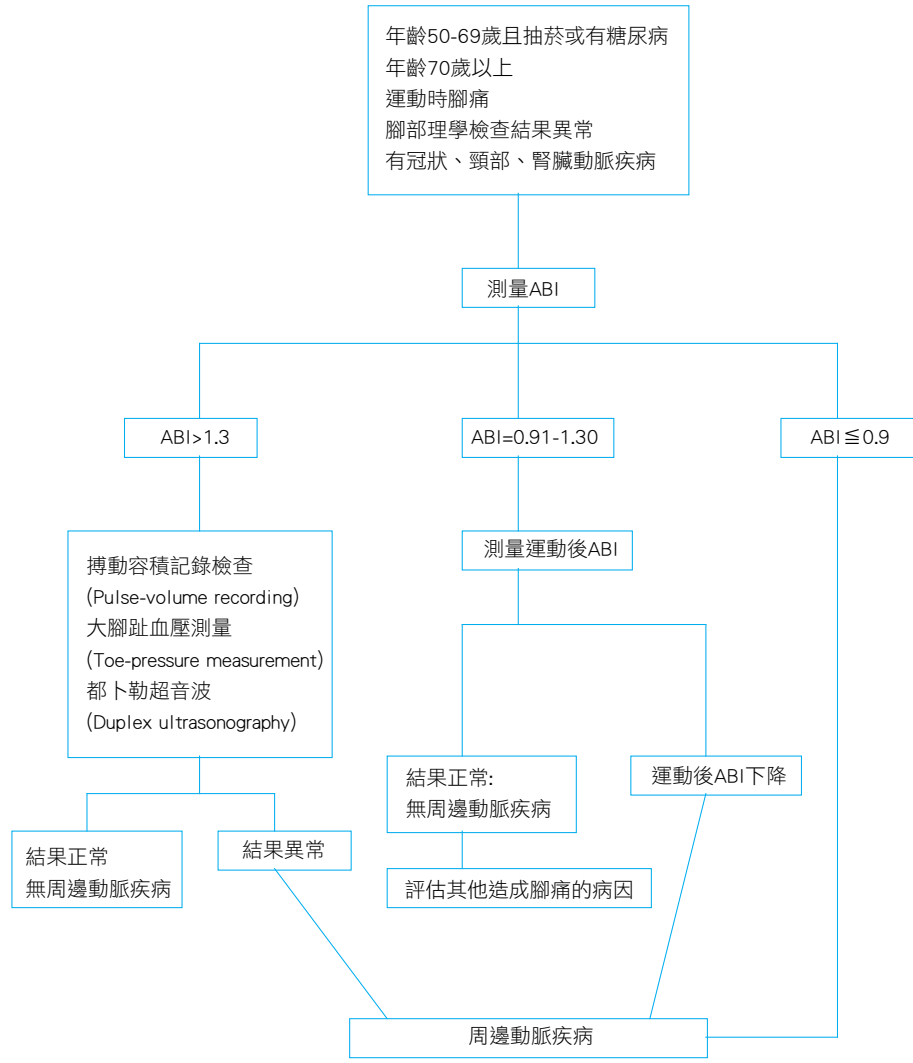 年齡50-69歲且抽菸或有糖尿病
年齡70歲以上
運動時腳痛
腳部理學檢查結果異常
有冠狀、頸部、腎臟動脈疾病
測量ABI
ABI>1.3
ABI=0.91-1.30
ABI≦0.9
搏動容積記錄檢查
(Pulse-volume recording)
大腳趾血壓測量
(Toe-pressure measurement)
都卜勒超音波
(Duplex ultrasonography)
測量運動後ABI
結果正常
無周邊動脈疾病
結果異常
結果正常:
無周邊動脈疾病
運動後ABI下降
評估其他造成腳痛的病因
周邊動脈疾病